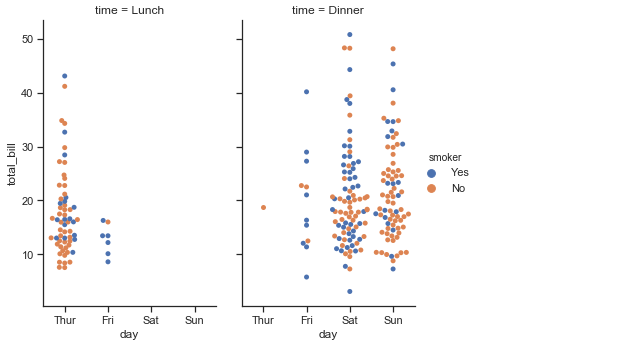 time = Lunch
time = Dinner
50
40
30
20
10
total_bill
Thur Fri Sat Sun
day
Thur Fri Sat Sun
day
smoker
Yes
No